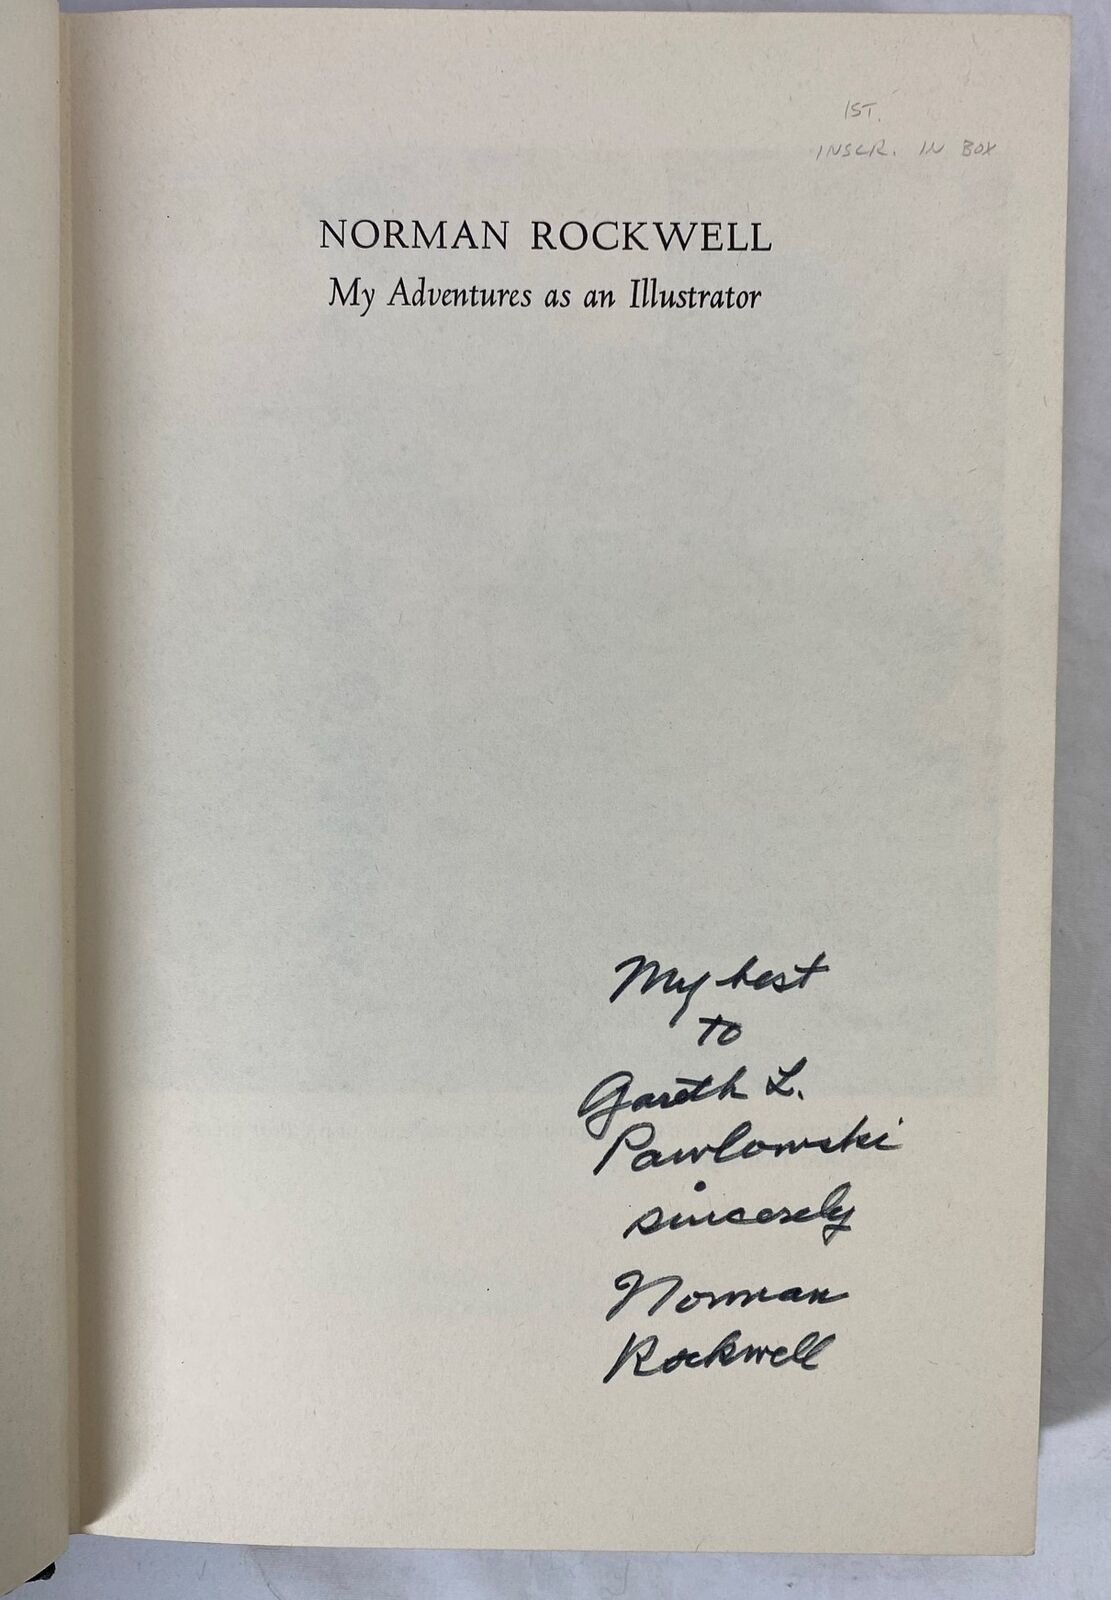 1ST.
INSCR. IN BOX
NORMAN ROCKWELL
My Adventures as an Illustrator
My best
to
Gareth L.
Pawlowski
sincerely
Norman
Rockwell